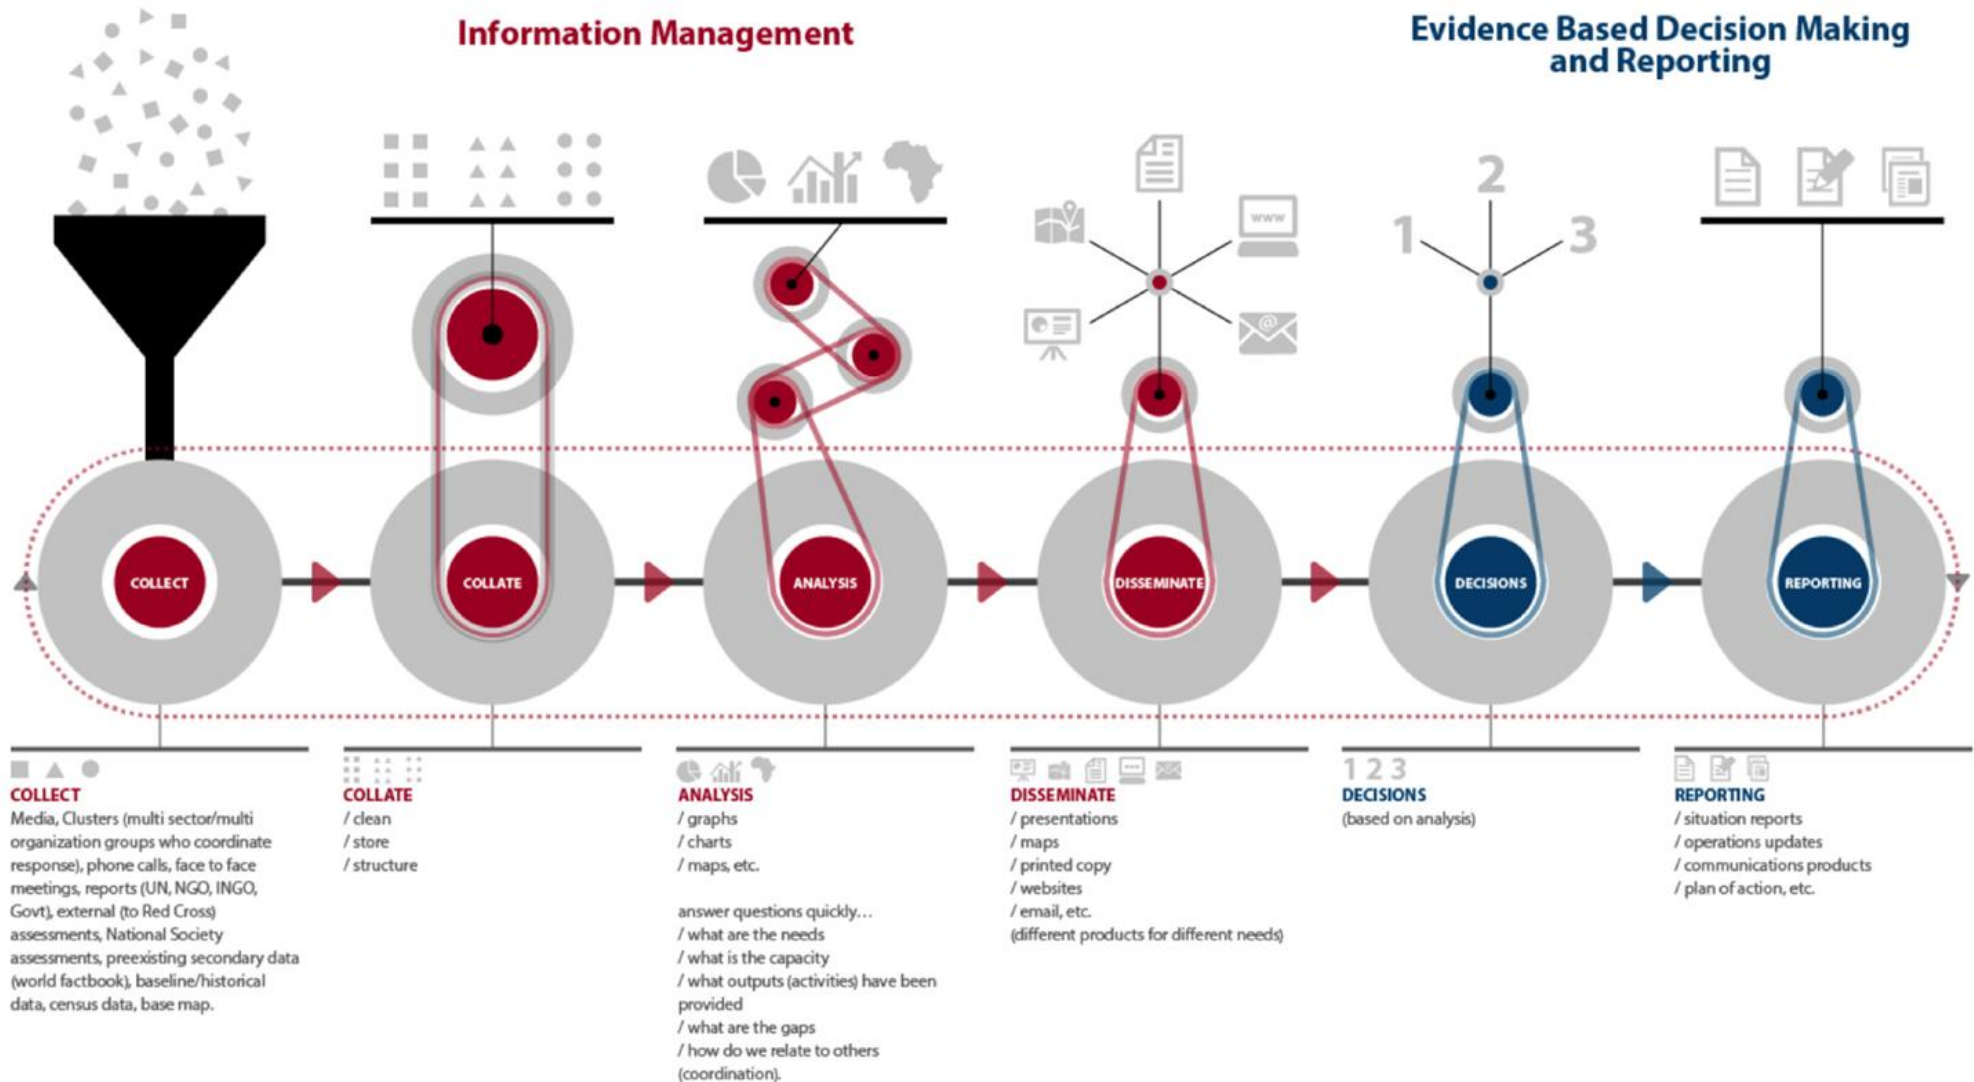 Information Management
Evidence Based Decision Making
and Reporting
www
@
1
2
3
COLLECT
COLLATE
ANALYSIS
DISSEMINATE
DECISIONS
REPORTING
COLLECT
Media, Clusters (multi sector/multi
organization groups who coordinate
response), phone calls, face to face
meetings, reports (UN, NGO, INGO,
Govt), external (to Red Cross)
assessments, National Society
assessments, preexisting secondary data
(world factbook), baseline/historical
data, census data, base map.
COLLATE
/ clean
/ store
/ structure
ANALYSIS
/ graphs
/ charts
/ maps, etc.
answer questions quickly...
/ what are the needs
/ what is the capacity
/ what outputs (activities) have been
provided
/ what are the gaps
/ how do we relate to others
(coordination).
DISSEMINATE
/ presentations
/ maps
/ printed copy
/ websites
/ email, etc.
(different products for different needs)
1 2 3
DECISIONS
(based on analysis)
REPORTING
/ situation reports
/ operations updates
/ communications products
/ plan of action, etc.